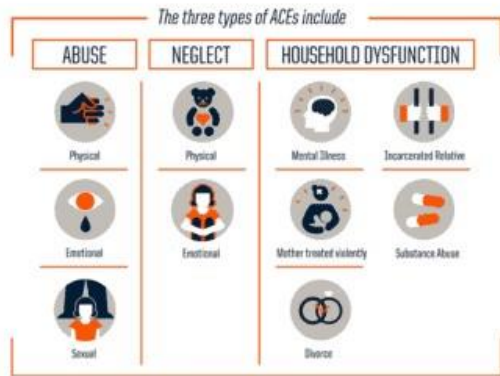 The three types of ACEs include
ABUSE
NEGLECT
HOUSEHOLD DYSFUNCTION
Physical
Physical
Mental Illness
Incarcerated Relative
Emotional
Emotional
Mother treated violently
Substance Abuse
Sexual
Divorce